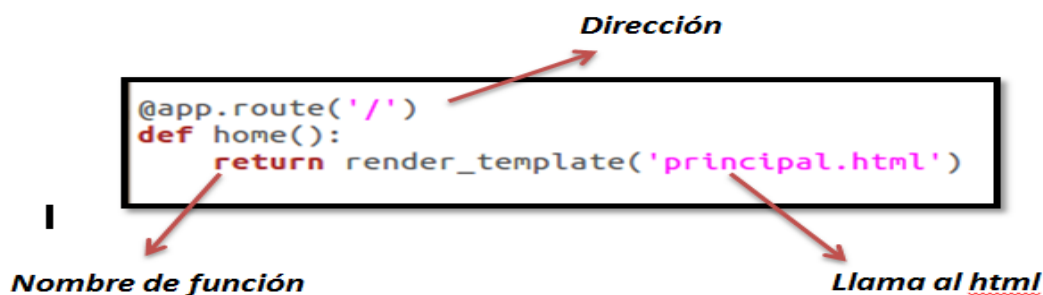 Dirección
@app.route('/')
def home():
    return render_template('principal.html')
Nombre de función
Llama al html